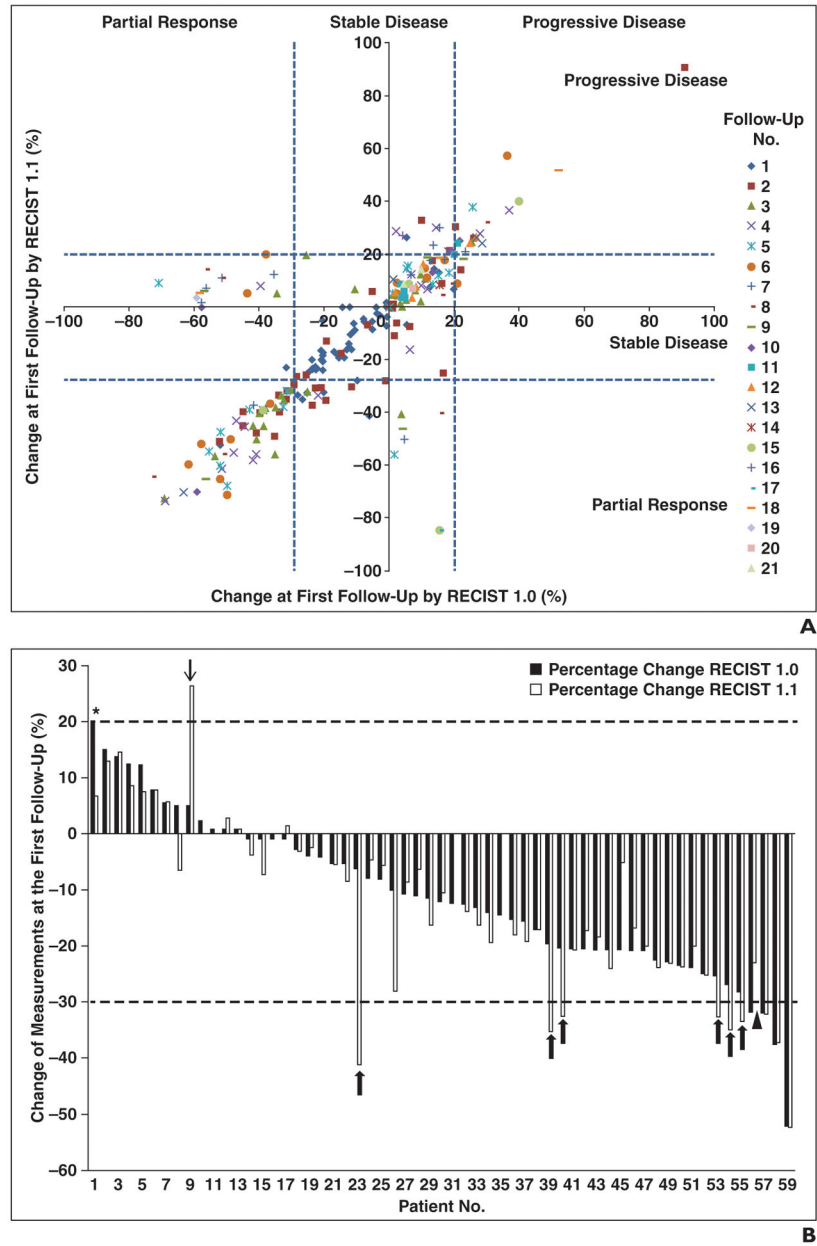 Partial Response Stable Disease Progressive Disease
100
Progressive Disease
80
60
40
20
–100 –80 –60 –40 –20 0 20 40 60 80 100
Stable Disease
–20
–40
–60
Partial Response
–80
–100
Change at First Follow-Up by RECIST 1.1 (%)
Change at First Follow-Up by RECIST 1.0 (%)
Follow-Up
No.
1
2
3
4
5
6
7
8
9
10
11
12
13
14
15
16
17
18
19
20
21
A
30
20
10
0
–10
–20
–30
–40
–50
–60
Change of Measurements at the First Follow-Up (%)
Percentage Change RECIST 1.0
Percentage Change RECIST 1.1
*
1 3 5 7 9 11 13 15 17 19 21 23 25 27 29 31 33 35 37 39 41 43 45 47 49 51 53 55 57 59
Patient No.
B